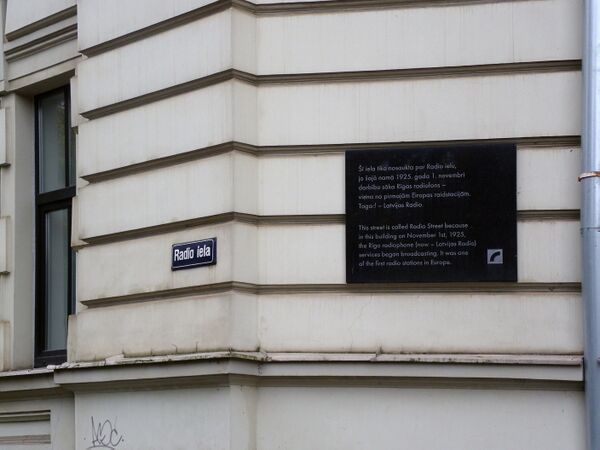 Radio iela
Šī iela tika nosaukta par Radio ielu,
jo šajā namā 1925. gada 1. novembrī
darbību sāka Rīgas radiofons –
viena no pirmajām Eiropas raidstacijām.
Tagad – Latvijas Radio.
This street is called Radio Street because
in this building on November 1st, 1925,
the Riga radiophone (now – Latvijas Radio)
services began broadcasting. It was one
of the first radio stations in Europe.